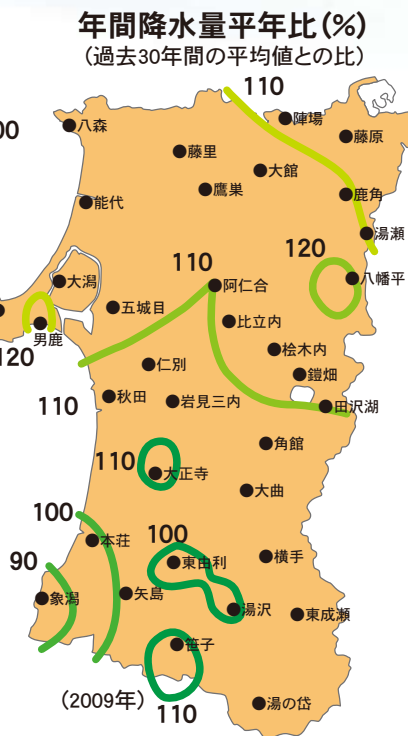 年間降水量平年比(%)
(過去30年間の平均値との比)
110
陣場
八森
藤原
藤里
大館
鷹巣
鹿角
能代
湯瀬
120
110
八幡平
大潟
阿仁合
五城目
比立内
男鹿
120
桧木内
仁別
鎧畑
110
秋田
岩見三内
田沢湖
角館
110
大正寺
大曲
100
本荘
100
90
東由利
横手
象潟
矢島
湯沢
東成瀬
笹子
(2009年)
110
湯の岱